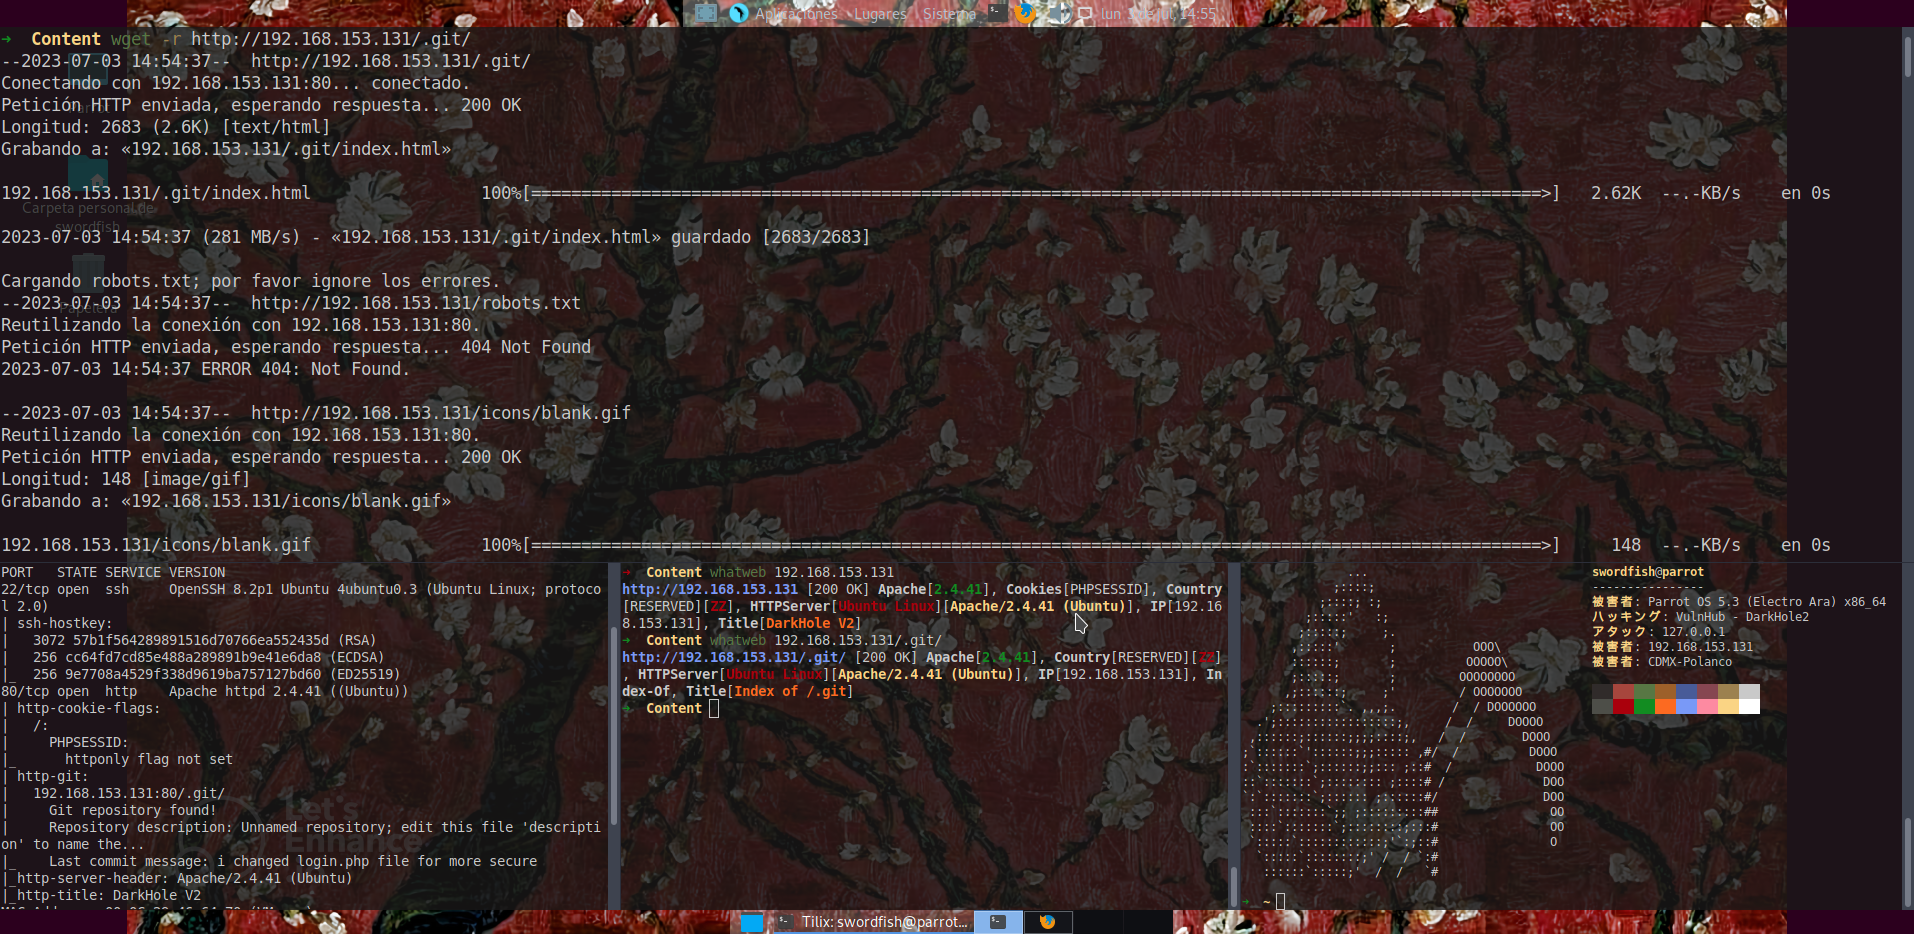 Aplicaciones Lugares Sistema lun 3 de jul, 14:55
➜ Content wget -r http://192.168.153.131/.git/
--2023-07-03 14:54:37-- http://192.168.153.131/.git/
Conectando con 192.168.153.131:80... conectado.
Petición HTTP enviada, esperando respuesta... 200 OK
Longitud: 2683 (2.6K) [text/html]
Grabando a: «192.168.153.131/.git/index.html»
192.168.153.131/.git/index.html 100%[=====================================================================================================>] 2.62K --.-KB/s en 0s
Carpeta personal de
swordfish
2023-07-03 14:54:37 (281 MB/s) - «192.168.153.131/.git/index.html» guardado [2683/2683]
Cargando robots.txt; por favor ignore los errores.
--2023-07-03 14:54:37-- http://192.168.153.131/robots.txt
Papelera
Reutilizando la conexión con 192.168.153.131:80.
Petición HTTP enviada, esperando respuesta... 404 Not Found
2023-07-03 14:54:37 ERROR 404: Not Found.
--2023-07-03 14:54:37-- http://192.168.153.131/icons/blank.gif
Reutilizando la conexión con 192.168.153.131:80.
Petición HTTP enviada, esperando respuesta... 200 OK
Longitud: 148 [image/gif]
Grabando a: «192.168.153.131/icons/blank.gif»
192.168.153.131/icons/blank.gif 100%[=====================================================================================================>] 148 --.-KB/s en 0s
PORT STATE SERVICE VERSION
22/tcp open ssh OpenSSH 8.2p1 Ubuntu 4ubuntu0.3 (Ubuntu Linux; protoco
l 2.0)
| ssh-hostkey:
| 3072 57b1f564289891516d70766ea552435d (RSA)
| 256 cc64fd7cd85e488a289891b9e41e6da8 (ECDSA)
|_ 256 9e7708a4529f338d9619ba757127bd60 (ED25519)
80/tcp open http Apache httpd 2.4.41 ((Ubuntu))
| http-cookie-flags:
| /:
| PHPSESSID:
|_ httponly flag not set
| http-git:
| 192.168.153.131:80/.git/
| Git repository found!
| Repository description: Unnamed repository; edit this file 'descripti
on' to name the...
|_ Last commit message: i changed login.php file for more secure
|_http-server-header: Apache/2.4.41 (Ubuntu)
|_http-title: DarkHole V2
Let's
Enhance
➜ Content whatweb 192.168.153.131
http://192.168.153.131 [200 OK] Apache[2.4.41], Cookies[PHPSESSID], Country
[RESERVED][ZZ], HTTPServer[Ubuntu Linux][Apache/2.4.41 (Ubuntu)], IP[192.16
8.153.131], Title[DarkHole V2]
➜ Content whatweb 192.168.153.131/.git/
http://192.168.153.131/.git/ [200 OK] Apache[2.4.41], Country[RESERVED][ZZ]
, HTTPServer[Ubuntu Linux][Apache/2.4.41 (Ubuntu)], IP[192.168.153.131], In
dex-Of, Title[Index of /.git]
➜ Content
swordfish@parrot
----------------
被害者: Parrot OS 5.3 (Electro Ara) x86_64
ハッキング: VulnHub - DarkHole2
アタック: 127.0.0.1
被害者: 192.168.153.131
被害者: CDMX-Polanco
➜ ~
Tilix: swordfish@parrot...